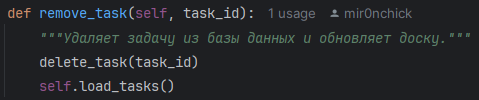 def remove_task(self, task_id): 1 usage mir0nchick
"""Удаляет задачу из базы данных и обновляет доску."""
delete_task(task_id)
self.load_tasks()